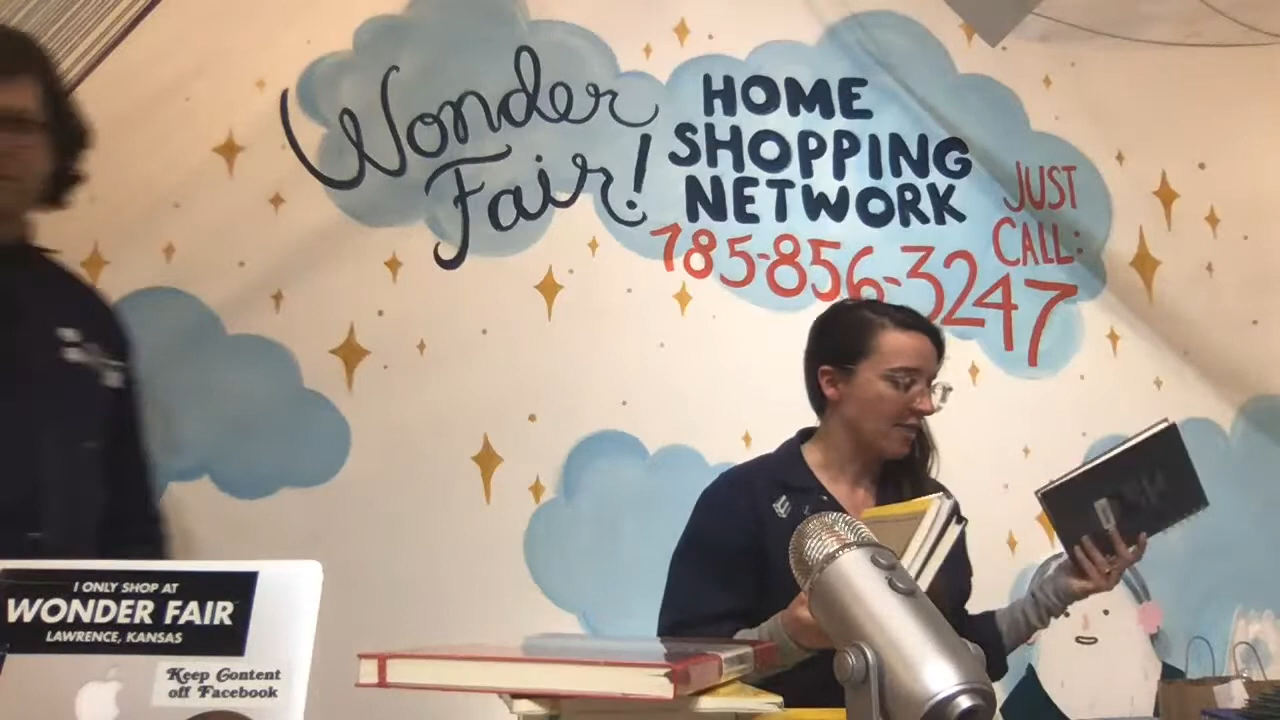 Wonder
Fair!
HOME
SHOPPING
NETWORK
JUST
CALL:
785-856-3247
I ONLY SHOP AT
WONDER FAIR
LAWRENCE, KANSAS
Keep Content
off Facebook